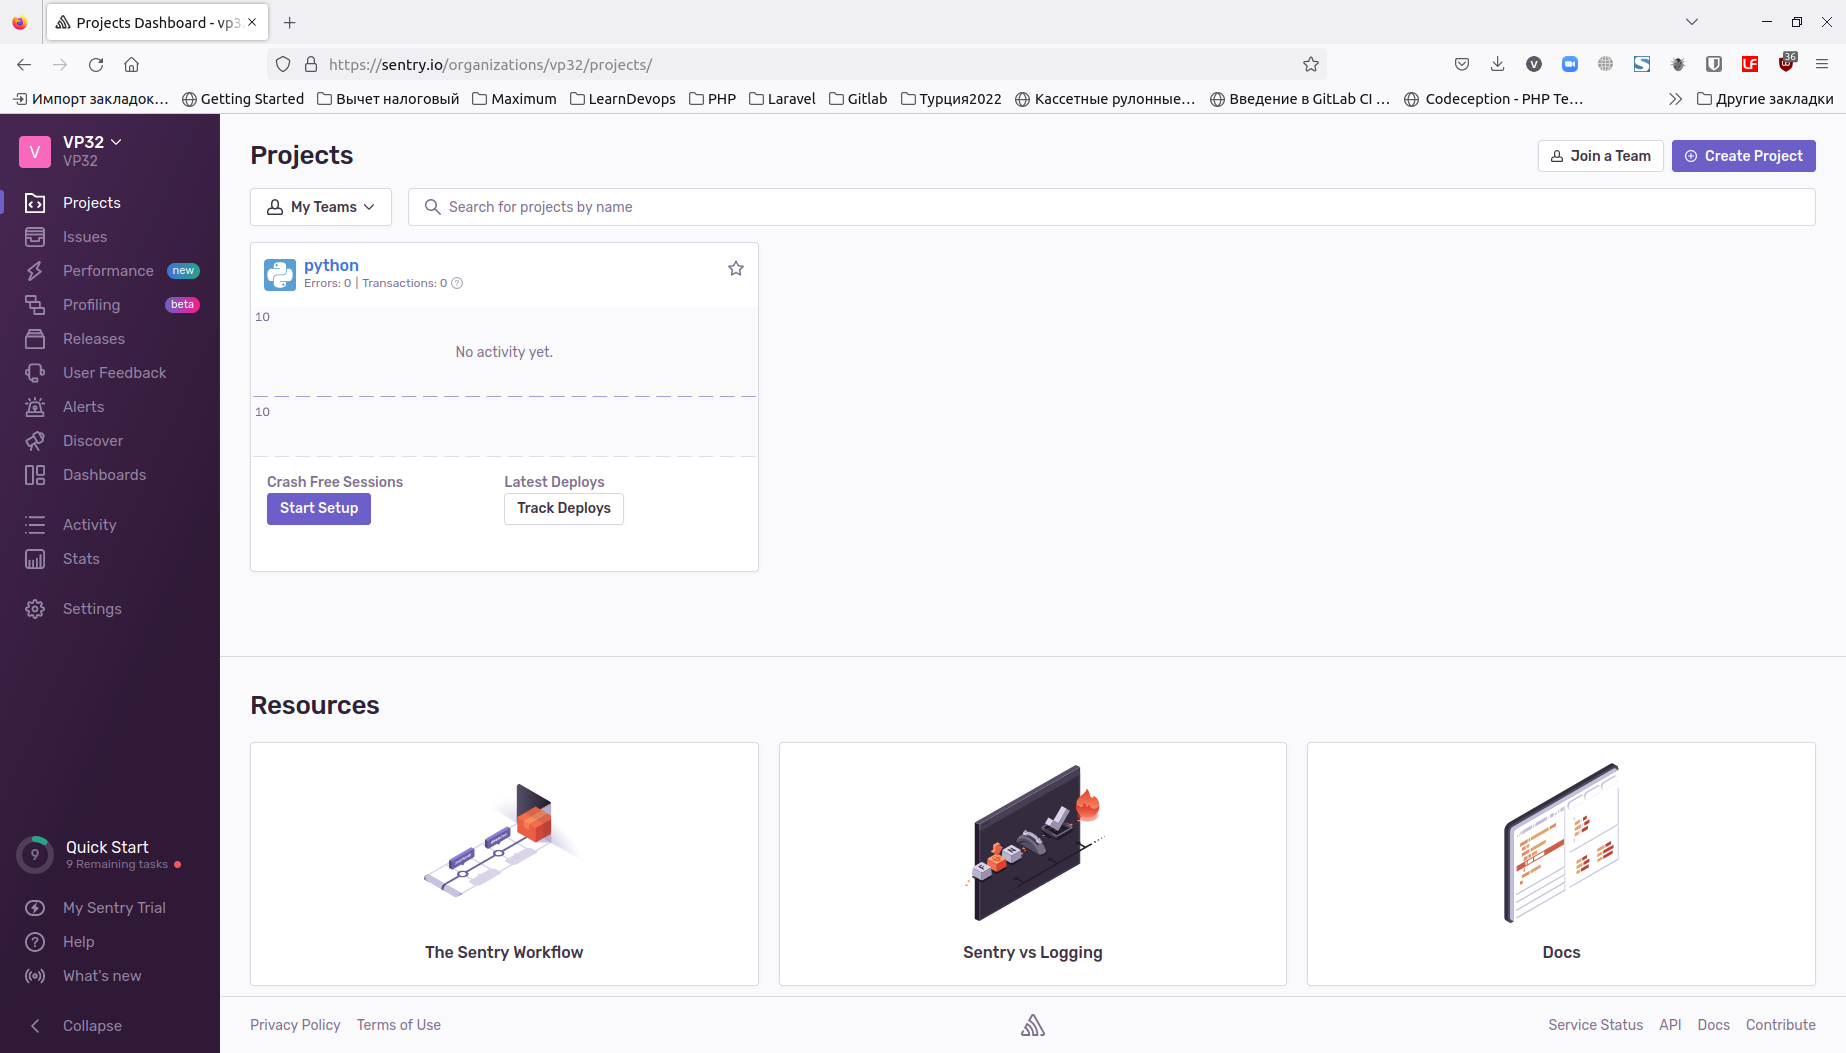 Projects Dashboard - vp3
https://sentry.io/organizations/vp32/projects/
36
Импорт закладок… Getting Started Вычет налоговый Maximum LearnDevops PHP Laravel Gitlab Турция2022 Кассетные рулонные… Введение в GitLab CI … Codeception - PHP Te… Другие закладки
V
VP32
VP32
Projects
Issues
Performance new
Profiling beta
Releases
User Feedback
Alerts
Discover
Dashboards
Activity
Stats
Settings
9
Quick Start
9 Remaining tasks
My Sentry Trial
Help
What's new
Collapse
Projects
Join a Team
Create Project
My Teams
Search for projects by name
python
Errors: 0 | Transactions: 0
10
No activity yet.
10
Crash Free Sessions
Latest Deploys
Start Setup
Track Deploys
Resources
The Sentry Workflow
Sentry vs Logging
Docs
Privacy Policy Terms of Use
Service Status API Docs Contribute